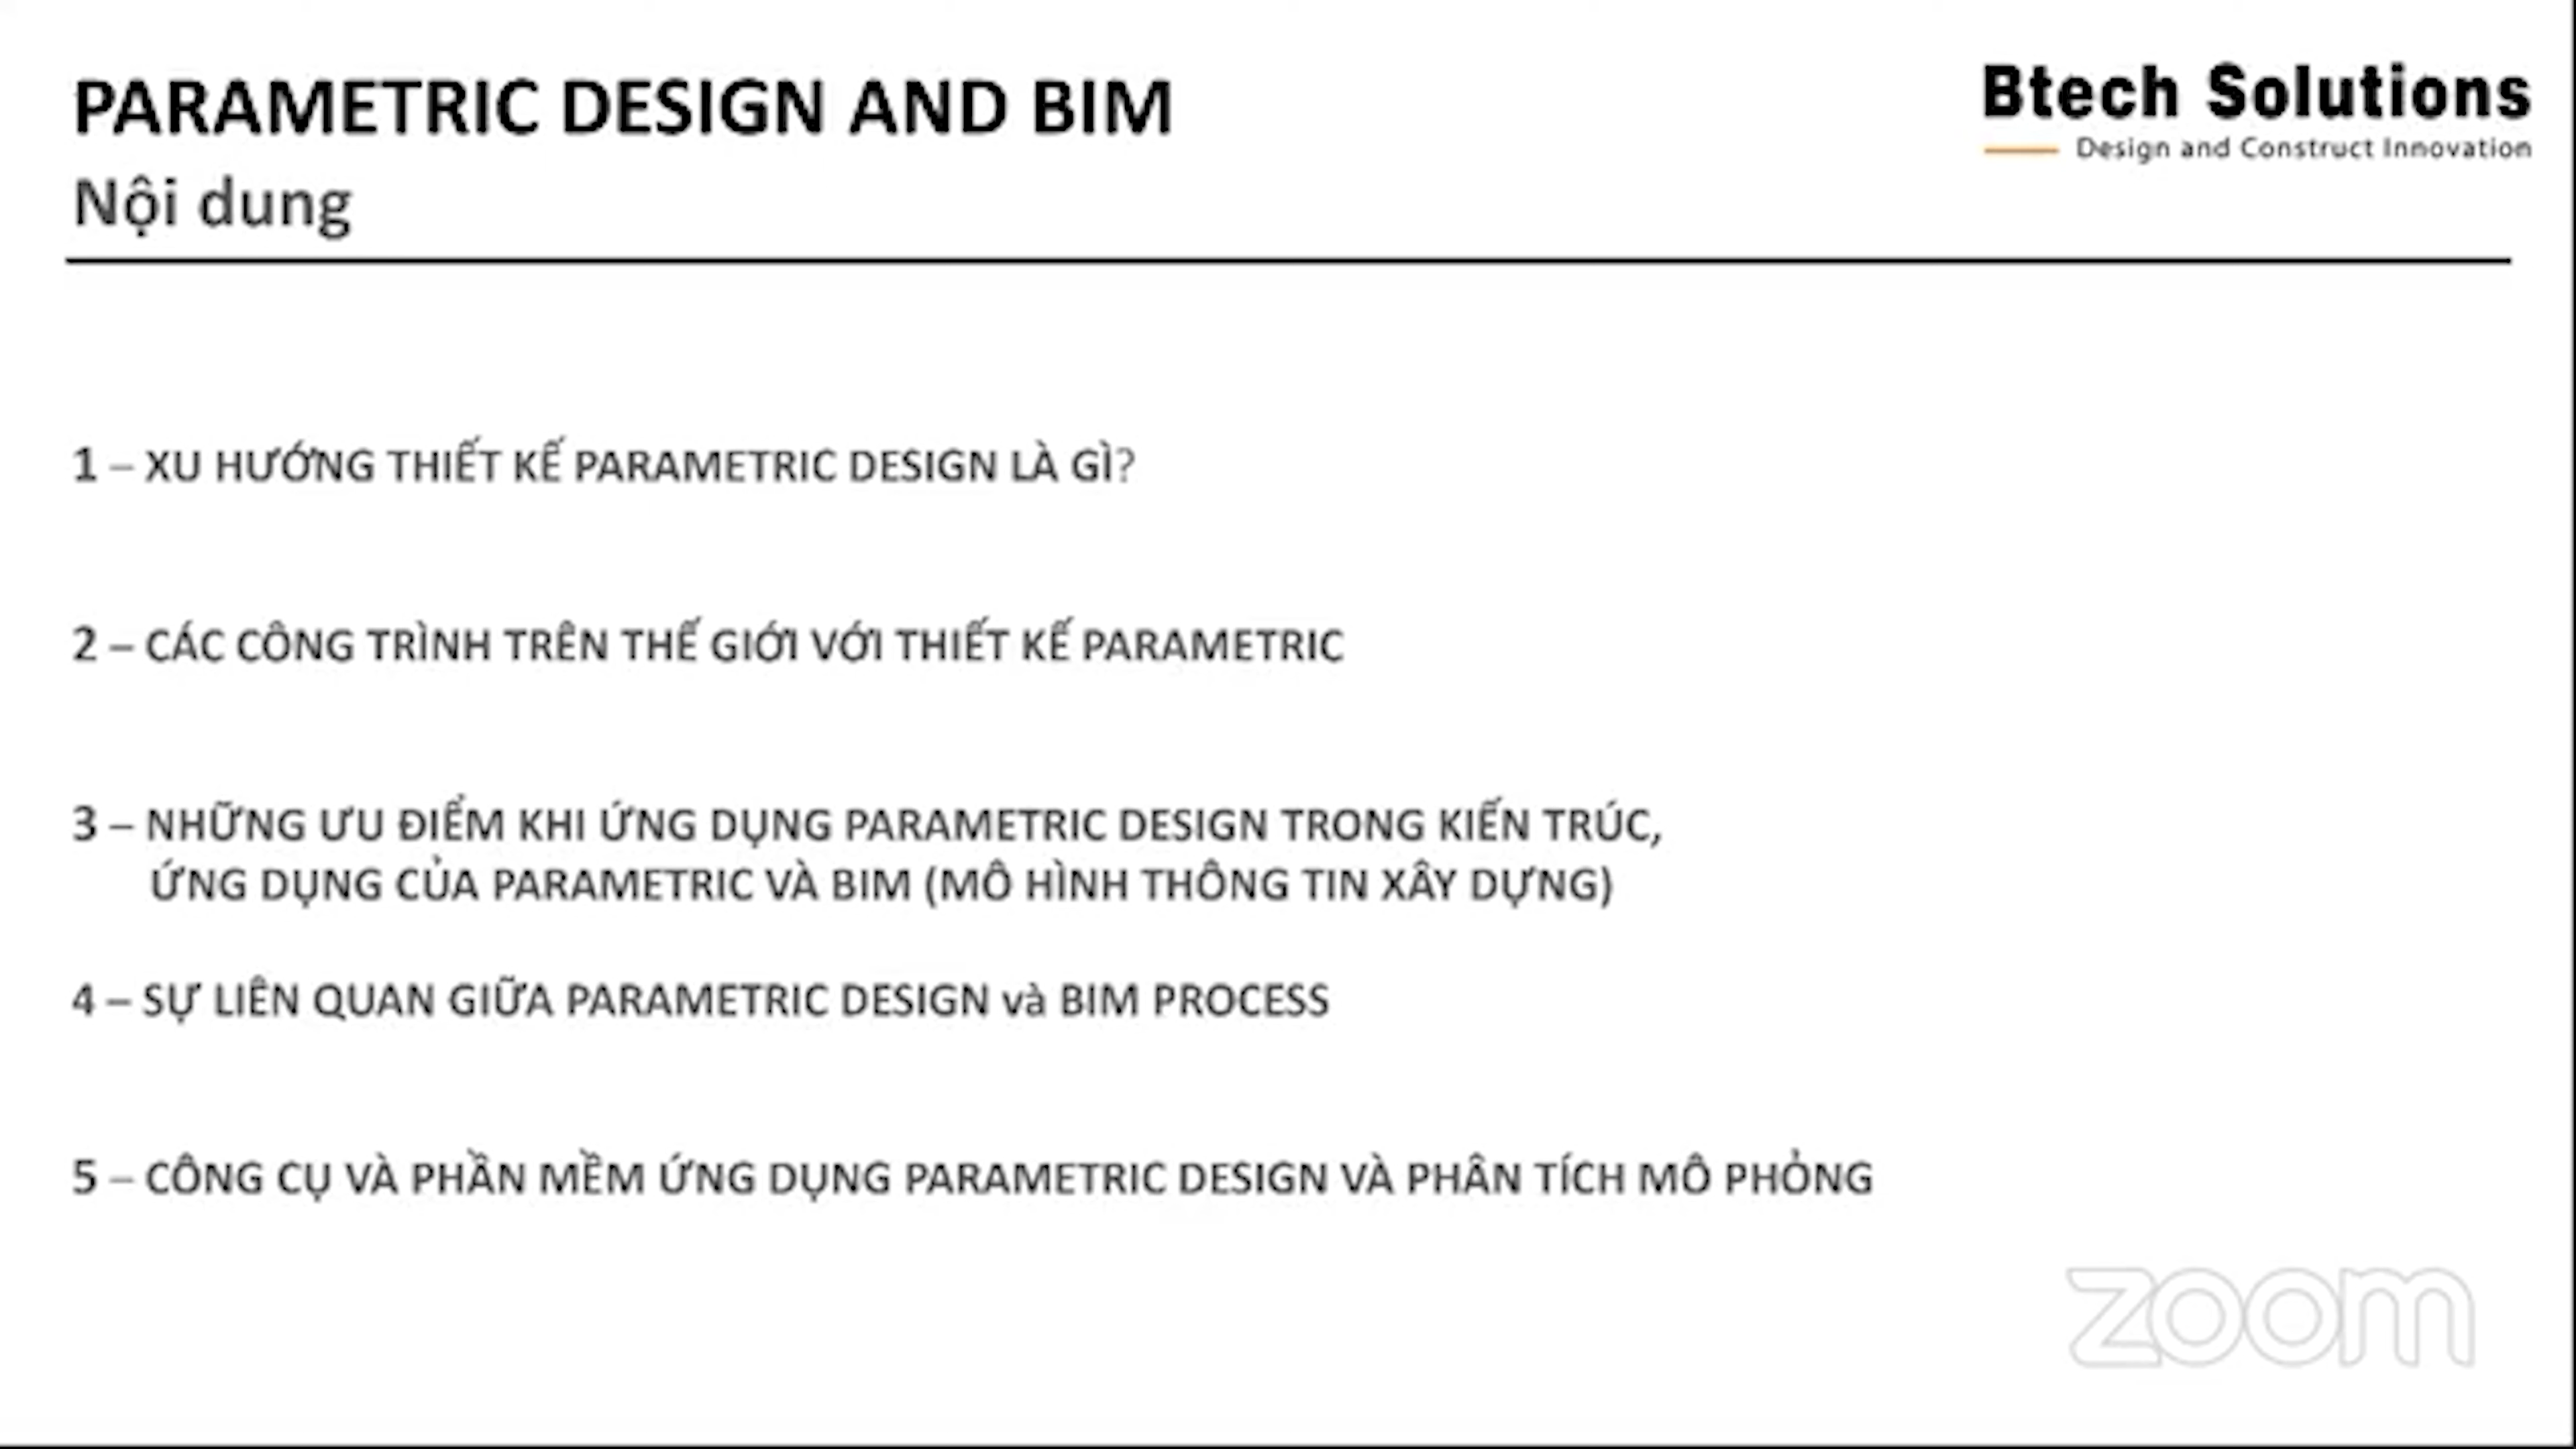 PARAMETRIC DESIGN AND BIM
Nội dung
Btech Solutions
Design and Construct Innovation
1 – XU HƯỚNG THIẾT KẾ PARAMETRIC DESIGN LÀ GÌ?
2 – CÁC CÔNG TRÌNH TRÊN THẾ GIỚI VỚI THIẾT KẾ PARAMETRIC
3 – NHỮNG ƯU ĐIỂM KHI ỨNG DỤNG PARAMETRIC DESIGN TRONG KIẾN TRÚC,
ỨNG DỤNG CỦA PARAMETRIC VÀ BIM (MÔ HÌNH THÔNG TIN XÂY DỰNG)
4 – SỰ LIÊN QUAN GIỮA PARAMETRIC DESIGN và BIM PROCESS
5 – CÔNG CỤ VÀ PHẦN MỀM ỨNG DỤNG PARAMETRIC DESIGN VÀ PHÂN TÍCH MÔ PHỎNG
zoom